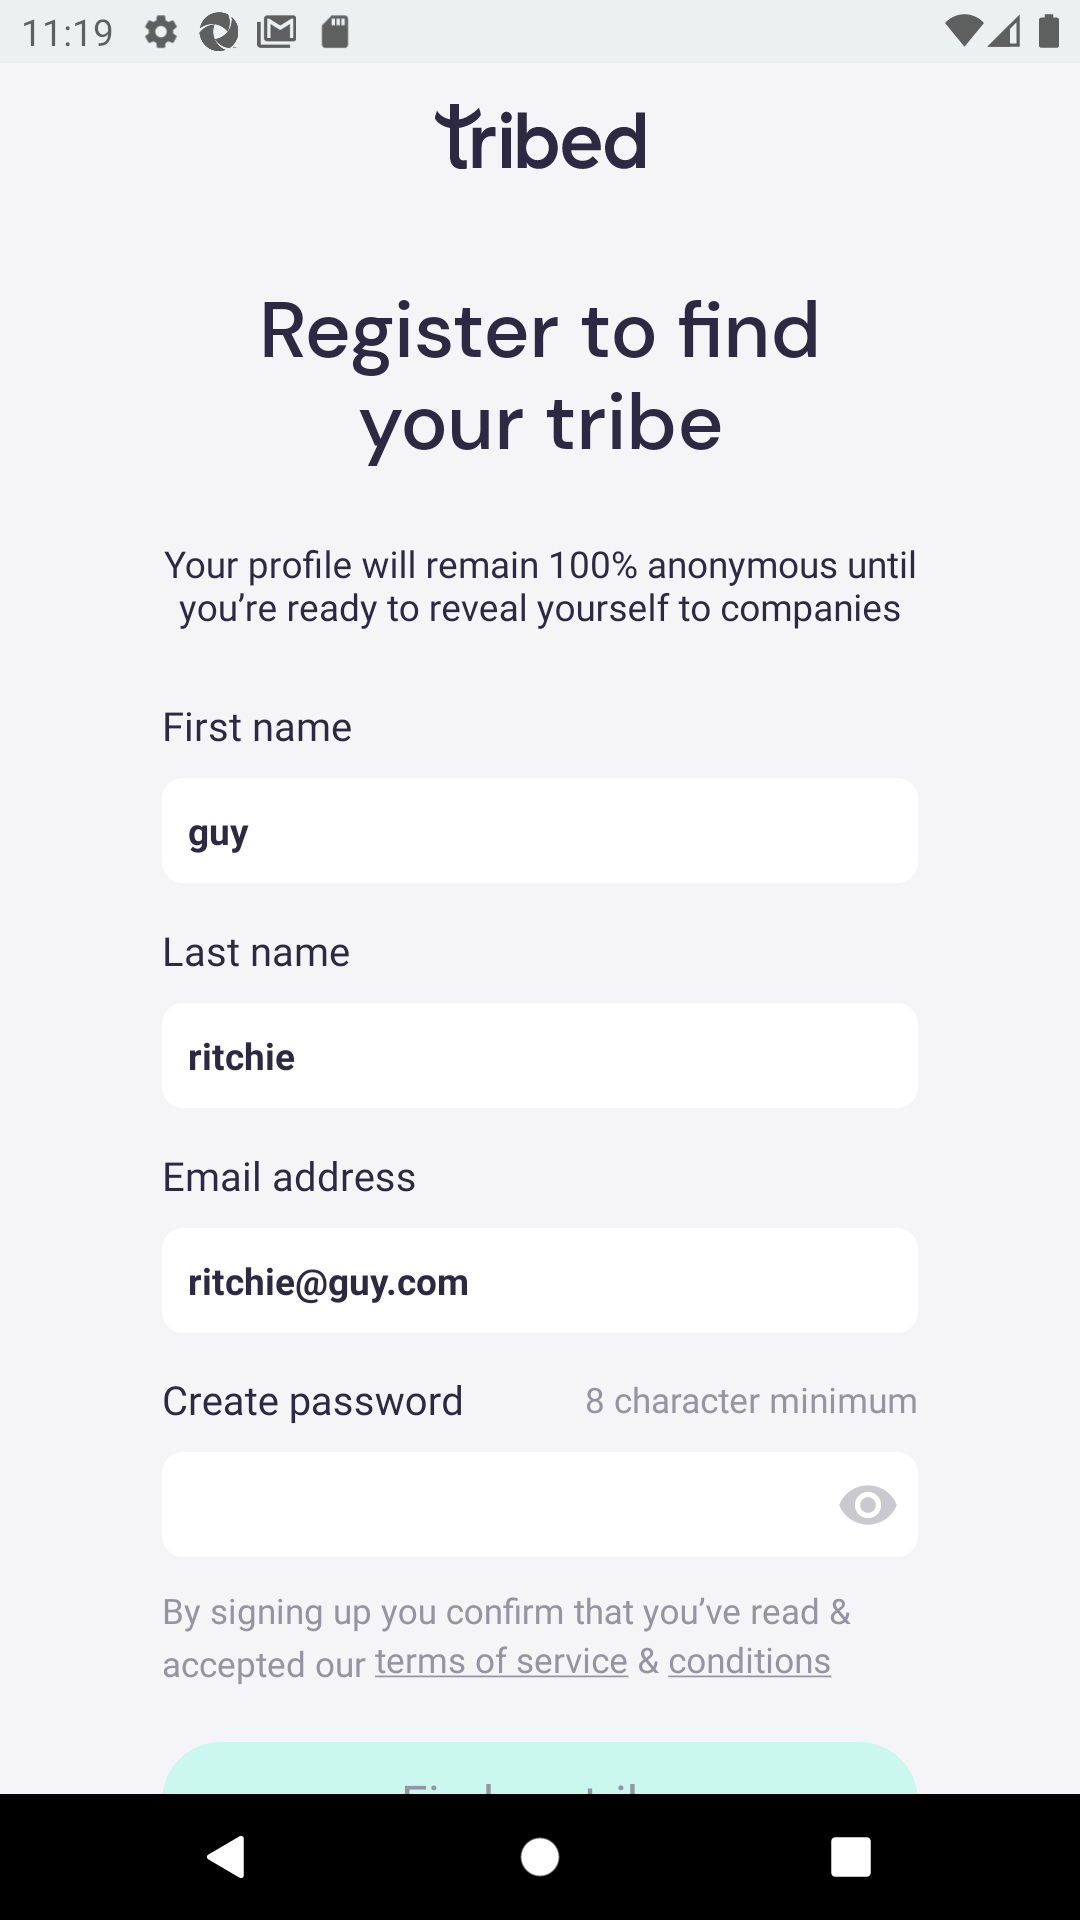 11:19
tribed
Register to find
your tribe
Your profile will remain 100% anonymous until
you’re ready to reveal yourself to companies
First name
guy
Last name
ritchie
Email address
ritchie@guy.com
Create password 8 character minimum
By signing up you confirm that you’ve read &
accepted our terms of service & conditions